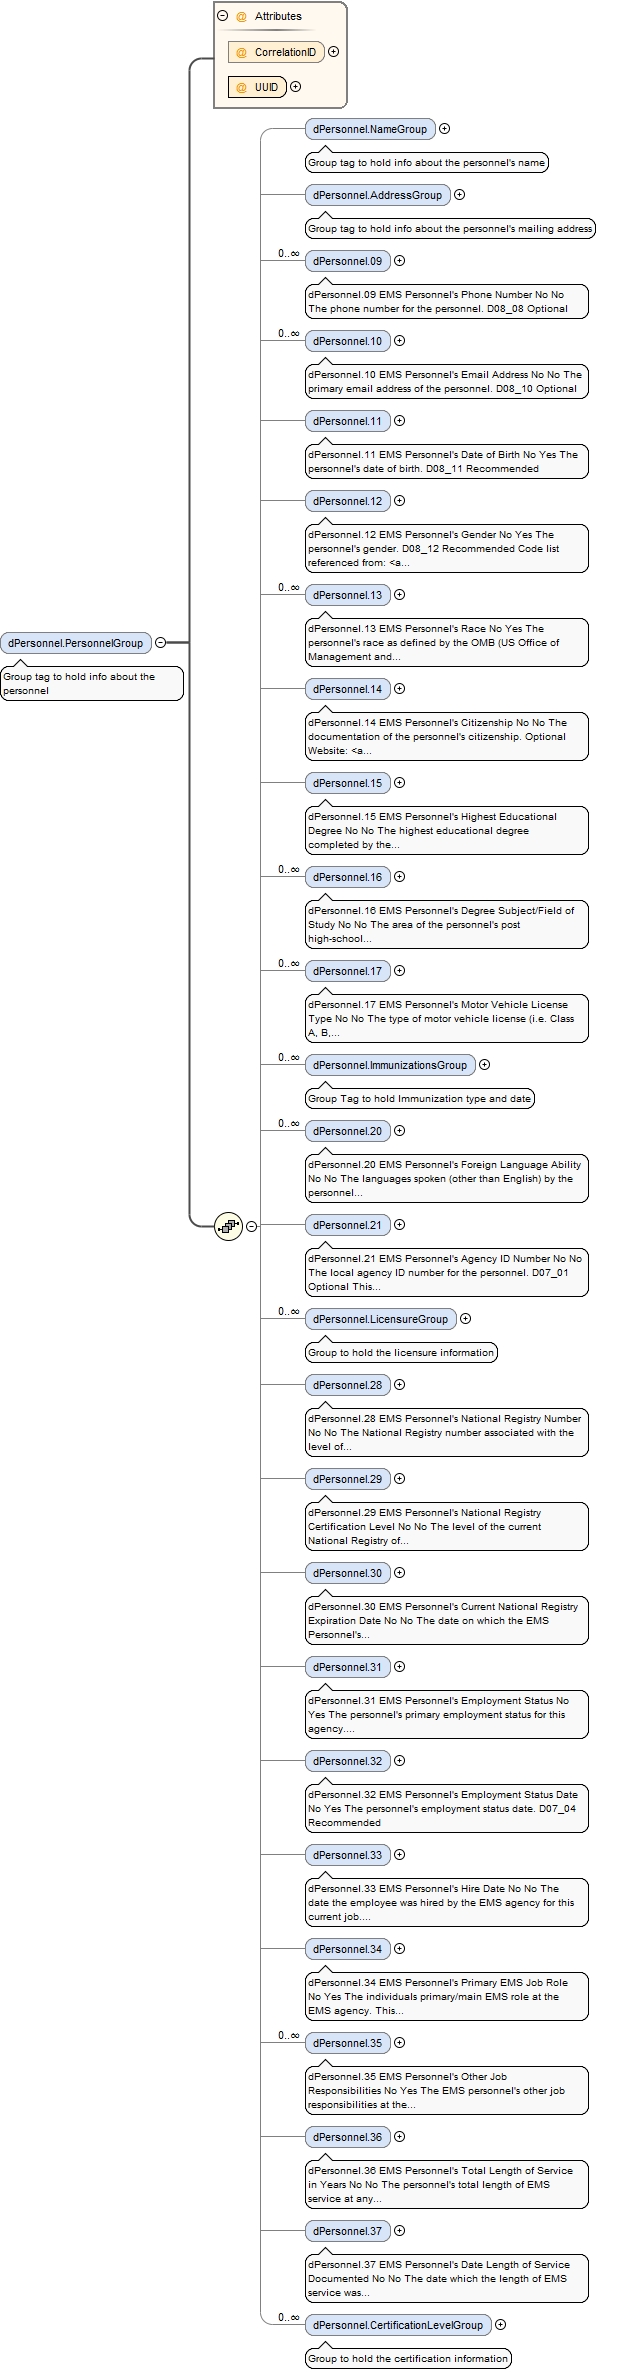 Attributes
@ CorrelationID
@ UUID
dPersonnel.NameGroup
Group tag to hold info about the personnel's name
dPersonnel.AddressGroup
Group tag to hold info about the personnel's mailing address
0..∞
dPersonnel.09
dPersonnel.09 EMS Personnel's Phone Number No No
The phone number for the personnel. D08_08 Optional
0..∞
dPersonnel.10
dPersonnel.10 EMS Personnel's Email Address No No The
primary email address of the personnel. D08_10 Optional
dPersonnel.11
dPersonnel.11 EMS Personnel's Date of Birth No Yes The
personnel's date of birth. D08_11 Recommended
dPersonnel.12
dPersonnel.12 EMS Personnel's Gender No Yes The
personnel's gender. D08_12 Recommended Code list
referenced from: <a...
0..∞
dPersonnel.13
dPersonnel.13 EMS Personnel's Race No Yes The
personnel's race as defined by the OMB (US Office of
Management and...
dPersonnel.PersonnelGroup
Group tag to hold info about the
personnel
dPersonnel.14
dPersonnel.14 EMS Personnel's Citizenship No No The
documentation of the personnel's citizenship. Optional
Website: <a...
dPersonnel.15
dPersonnel.15 EMS Personnel's Highest Educational
Degree No No The highest educational degree
completed by the...
0..∞
dPersonnel.16
dPersonnel.16 EMS Personnel's Degree Subject/Field of
Study No No The area of the personnel's post
high-school...
0..∞
dPersonnel.17
dPersonnel.17 EMS Personnel's Motor Vehicle License
Type No No The type of motor vehicle license (i.e. Class
A, B,...
0..∞
dPersonnel.ImmunizationsGroup
Group Tag to hold Immunization type and date
0..∞
dPersonnel.20
dPersonnel.20 EMS Personnel's Foreign Language Ability
No No The languages spoken (other than English) by the
personnel...
dPersonnel.21
dPersonnel.21 EMS Personnel's Agency ID Number No No
The local agency ID number for the personnel. D07_01
Optional This...
0..∞
dPersonnel.LicensureGroup
Group to hold the licensure information
dPersonnel.28
dPersonnel.28 EMS Personnel's National Registry Number
No No The National Registry number associated with the
level of...
dPersonnel.29
dPersonnel.29 EMS Personnel's National Registry
Certification Level No No The level of the current
National Registry of...
dPersonnel.30
dPersonnel.30 EMS Personnel's Current National Registry
Expiration Date No No The date on which the EMS
Personnel's...
dPersonnel.31
dPersonnel.31 EMS Personnel's Employment Status No
Yes The personnel's primary employment status for this
agency....
dPersonnel.32
dPersonnel.32 EMS Personnel's Employment Status Date
No Yes The personnel's employment status date. D07_04
Recommended
dPersonnel.33
dPersonnel.33 EMS Personnel's Hire Date No No The
date the employee was hired by the EMS agency for this
current job....
dPersonnel.34
dPersonnel.34 EMS Personnel's Primary EMS Job Role
No Yes The individuals primary/main EMS role at the
EMS agency. This...
0..∞
dPersonnel.35
dPersonnel.35 EMS Personnel's Other Job
Responsibilities No Yes The EMS personnel's other job
responsibilities at the...
dPersonnel.36
dPersonnel.36 EMS Personnel's Total Length of Service
in Years No No The personnel's total length of EMS
service at any...
dPersonnel.37
dPersonnel.37 EMS Personnel's Date Length of Service
Documented No No The date which the length of EMS
service was...
0..∞
dPersonnel.CertificationLevelGroup
Group to hold the certification information